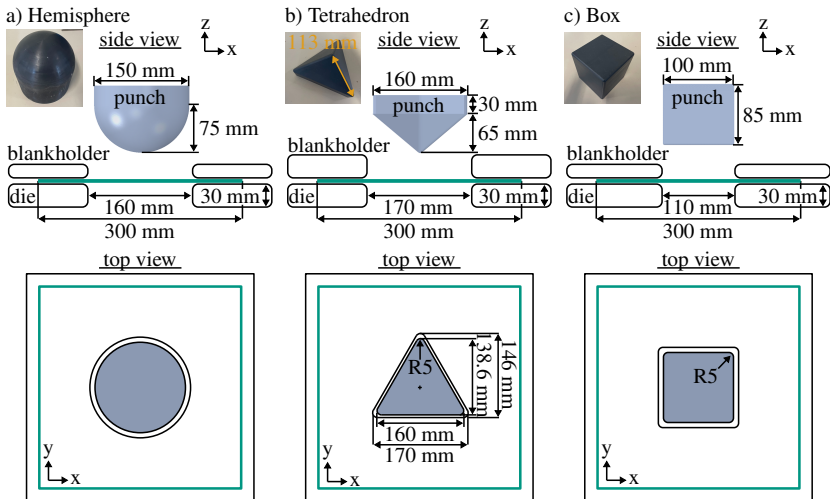 a) Hemisphere
side view
z
x
150 mm
punch
75 mm
blankholder
die
30 mm
160 mm
300 mm
top view
y
x
b) Tetrahedron
113 mm
side view
z
x
160 mm
punch
30 mm
65 mm
blankholder
die
30 mm
170 mm
300 mm
top view
R5
138.6 mm
146 mm
160 mm
170 mm
y
x
c) Box
side view
z
x
100 mm
punch
85 mm
blankholder
die
30 mm
110 mm
300 mm
top view
R5
y
x